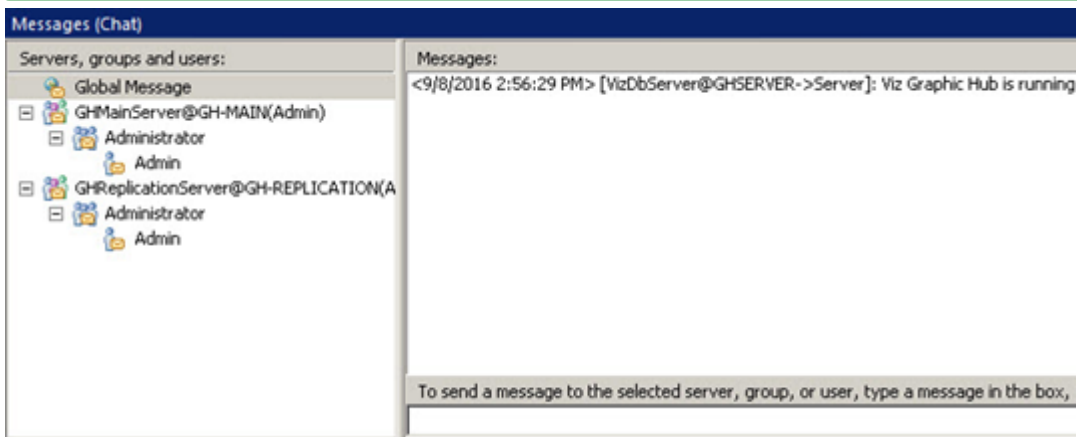 Messages (Chat)
Servers, groups and users:
Global Message
GHMainServer@GH-MAIN(Admin)
Administrator
Admin
GHReplicationServer@GH-REPLICATION(A
Administrator
Admin
Messages:
<9/8/2016 2:56:29 PM> [VizDbServer@GHSERVER->Server]: Viz Graphic Hub is running
To send a message to the selected server, group, or user, type a message in the box,